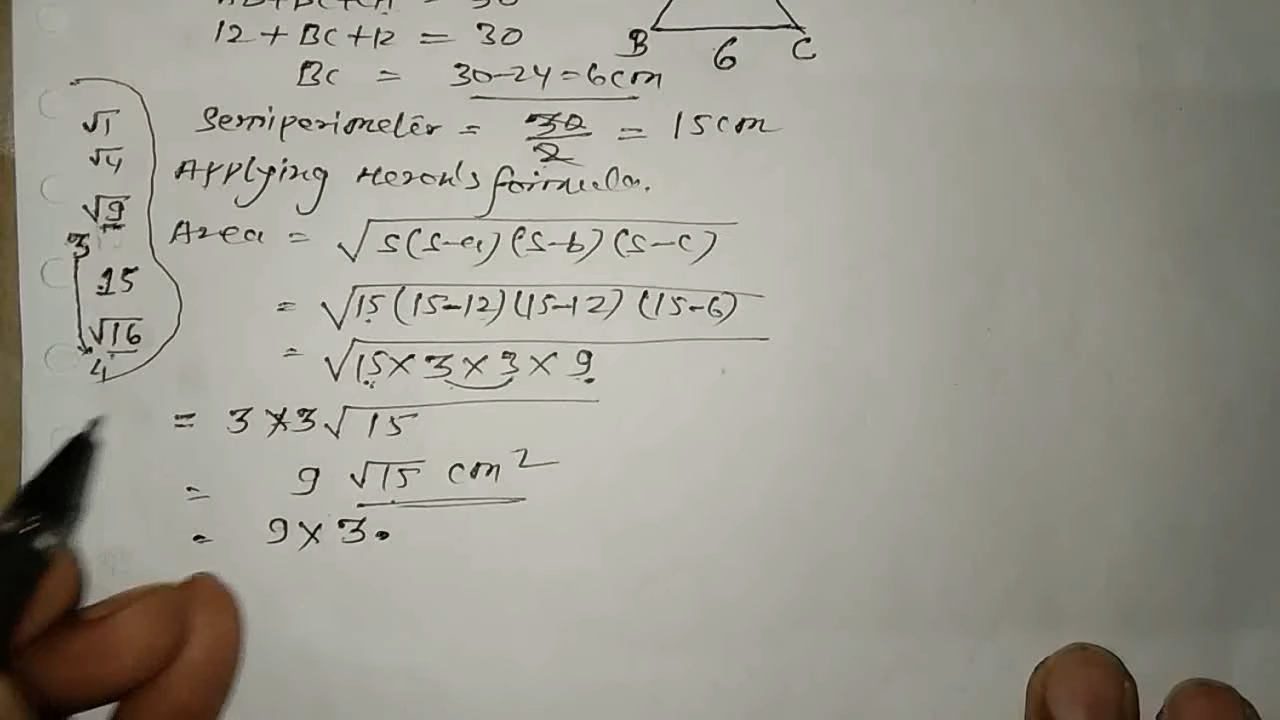 12 + BC + 12 = 30
BC = 30-24 = 6cm
B 6 C
Semiperimeter = 30/2 = 15cm
Applying Heron's formula.
Area = √s(s-a)(s-b)(s-c)
= √15(15-12)(15-12)(15-6)
= √15×3×3×9
= 3×3√15
= 9 √15 cm²
= 9×3.
√1
√4
√9
3
15
√16
4